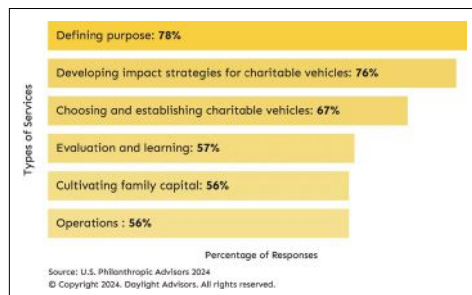 Types of Services
Defining purpose: 78%
Developing impact strategies for charitable vehicles: 76%
Choosing and establishing charitable vehicles: 67%
Evaluation and learning: 57%
Cultivating family capital: 56%
Operations : 56%
Percentage of Responses
Source: U.S. Philanthropic Advisors 2024
© Copyright 2024. Daylight Advisors. All rights reserved.